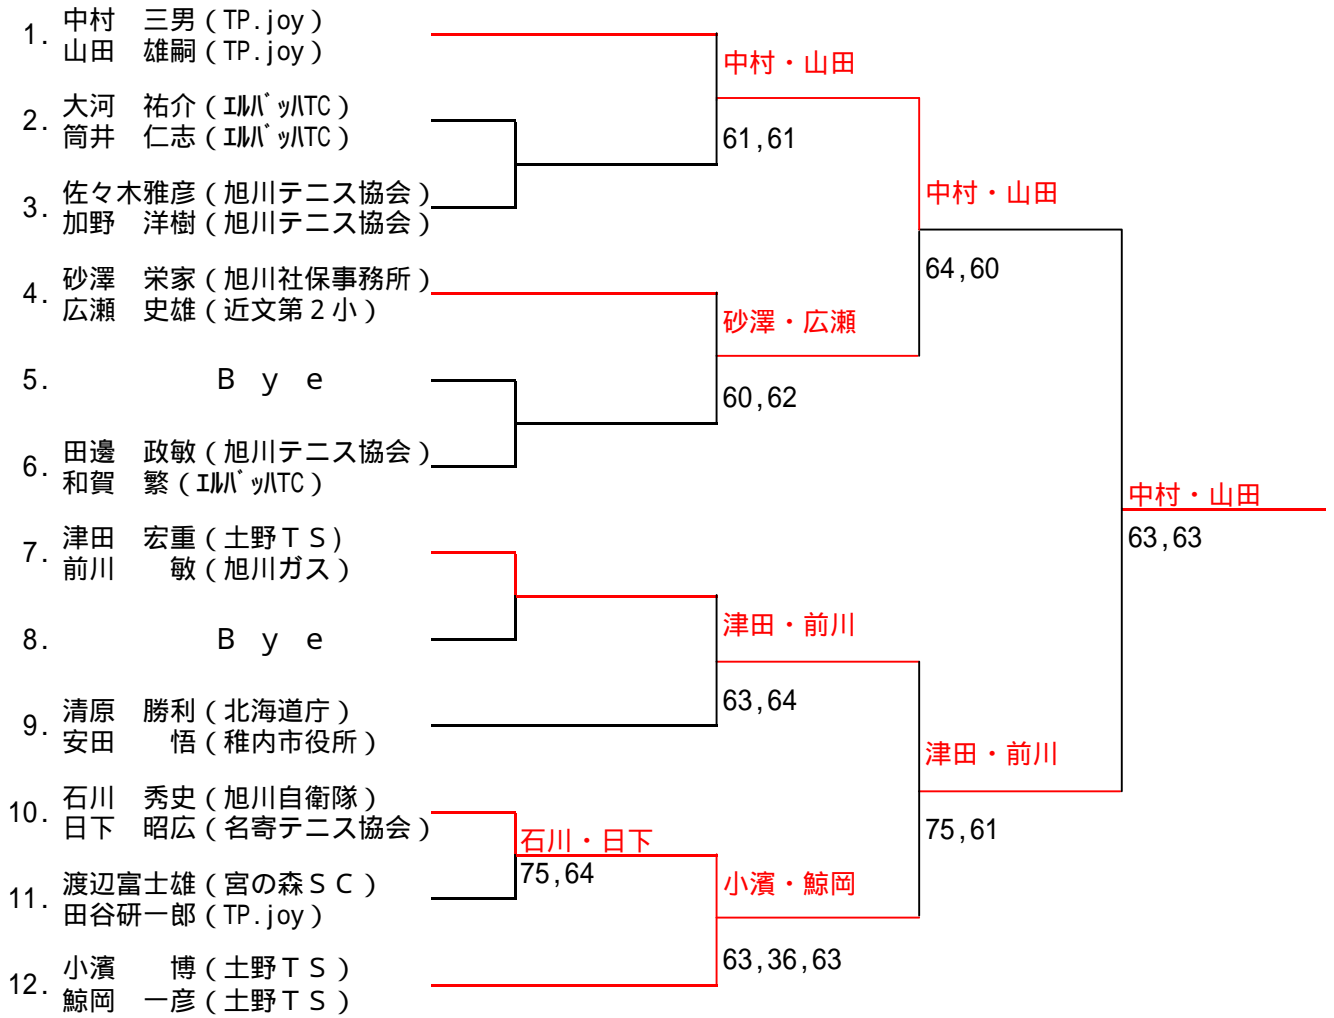 1. 中村　三男（TP.joy）
山田　雄嗣（TP.joy）
中村・山田
2. 大河　祐介（ｴﾙﾊﾞｯﾊTC）
筒井　仁志（ｴﾙﾊﾞｯﾊTC）
61,61
3. 佐々木雅彦（旭川テニス協会）
加野　洋樹（旭川テニス協会）
中村・山田
64,60
4. 砂澤　栄家（旭川社保事務所）
広瀬　史雄（近文第２小）
砂澤・広瀬
5. Ｂｙｅ
60,62
6. 田邊　政敏（旭川テニス協会）
和賀　繁（ｴﾙﾊﾞｯﾊTC）
中村・山田
63,63
7. 津田　宏重（土野ＴＳ)
前川　　敏（旭川ガス）
8. Ｂｙｅ
津田・前川
63,64
9. 清原　勝利（北海道庁）
安田　　悟（稚内市役所）
津田・前川
75,61
10. 石川　秀史（旭川自衛隊）
日下　昭広（名寄テニス協会）
石川・日下
75,64
11. 渡辺富士雄（宮の森ＳＣ）
田谷研一郎（TP.joy）
小濱・鯨岡
63,36,63
12. 小濱　　博（土野ＴＳ）
鯨岡　一彦（土野ＴＳ）